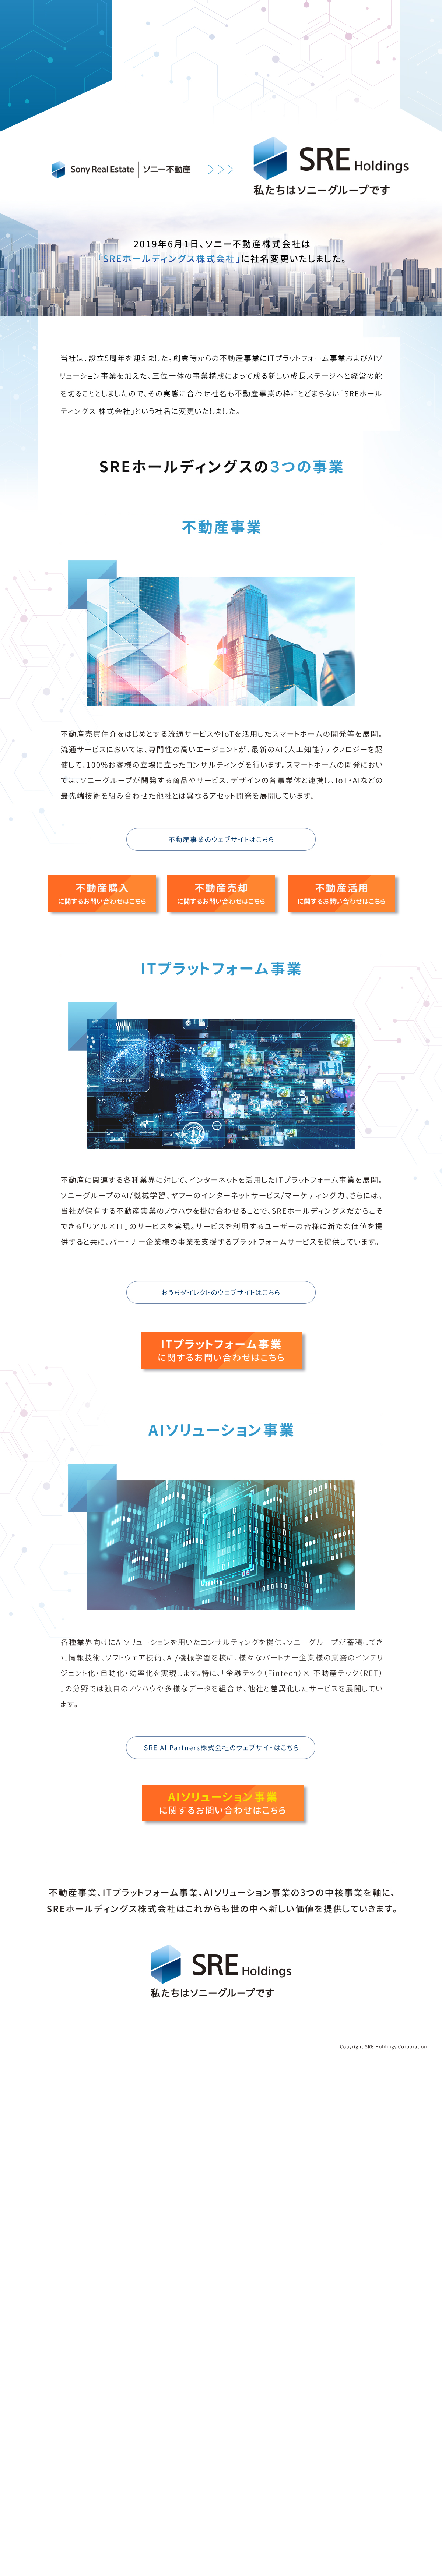 Sony Real Estate ソニー不動産
SRE Holdings
私たちはソニーグループです
2019年6月1日、ソニー不動産株式会社は
「SREホールディングス株式会社」に社名変更いたしました。
当社は、設立5周年を迎えました。創業時からの不動産事業にITプラットフォーム事業およびAIソ
リューション事業を加えた、三位一体の事業構成によって成る新しい成長ステージへと経営の舵
を切ることとしましたので、その実態に合わせ社名も不動産事業の枠にとどまらない「SREホール
ディングス 株式会社」という社名に変更いたしました。
SREホールディングスの3つの事業
不動産事業
不動産売買仲介をはじめとする流通サービスやIoTを活用したスマートホームの開発等を展開。
流通サービスにおいては、専門性の高いエージェントが、最新のAI(人工知能)テクノロジーを駆
使して、100%お客様の立場に立ったコンサルティングを行います。スマートホームの開発におい
ては、ソニーグループが開発する商品やサービス、デザインの各事業体と連携し、IoT・AIなどの
最先端技術を組み合わせた他社とは異なるアセット開発を展開しています。
不動産事業のウェブサイトはこちら
不動産購入
に関するお問い合わせはこちら
不動産売却
に関するお問い合わせはこちら
不動産活用
に関するお問い合わせはこちら
ITプラットフォーム事業
不動産に関連する各種業界に対して、インターネットを活用したITプラットフォーム事業を展開。
ソニーグループのAI/機械学習、ヤフーのインターネットサービス/マーケティング力、さらには、
当社が保有する不動産実業のノウハウを掛け合わせることで、SREホールディングスだからこそ
できる「リアル×IT」のサービスを実現。サービスを利用するユーザーの皆様に新たな価値を提
供すると共に、パートナー企業様の事業を支援するプラットフォームサービスを提供しています。
おうちダイレクトのウェブサイトはこちら
ITプラットフォーム事業
に関するお問い合わせはこちら
AIソリューション事業
各種業界向けにAIソリューションを用いたコンサルティングを提供。ソニーグループが蓄積してき
た情報技術、ソフトウェア技術、AI/機械学習を核に、様々なパートナー企業様の業務のインテリ
ジェント化・自動化・効率化を実現します。特に、「金融テック(Fintech)× 不動産テック(RET)
」の分野では独自のノウハウや多様なデータを組合せ、他社と差異化したサービスを展開してい
ます。
SRE AI Partners株式会社のウェブサイトはこちら
AIソリューション事業
に関するお問い合わせはこちら
不動産事業、ITプラットフォーム事業、AIソリューション事業の3つの中核事業を軸に、
SREホールディングス株式会社はこれからも世の中へ新しい価値を提供していきます。
SRE Holdings
私たちはソニーグループです
Copyright SRE Holdings Corporation